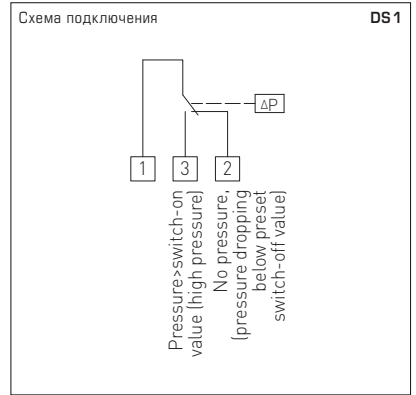 Схема подключения DS1
ΔP
1 3 2
Pressure>switch-on
value (high pressure)
No pressure,
(pressure dropping
below preset
switch-off value)